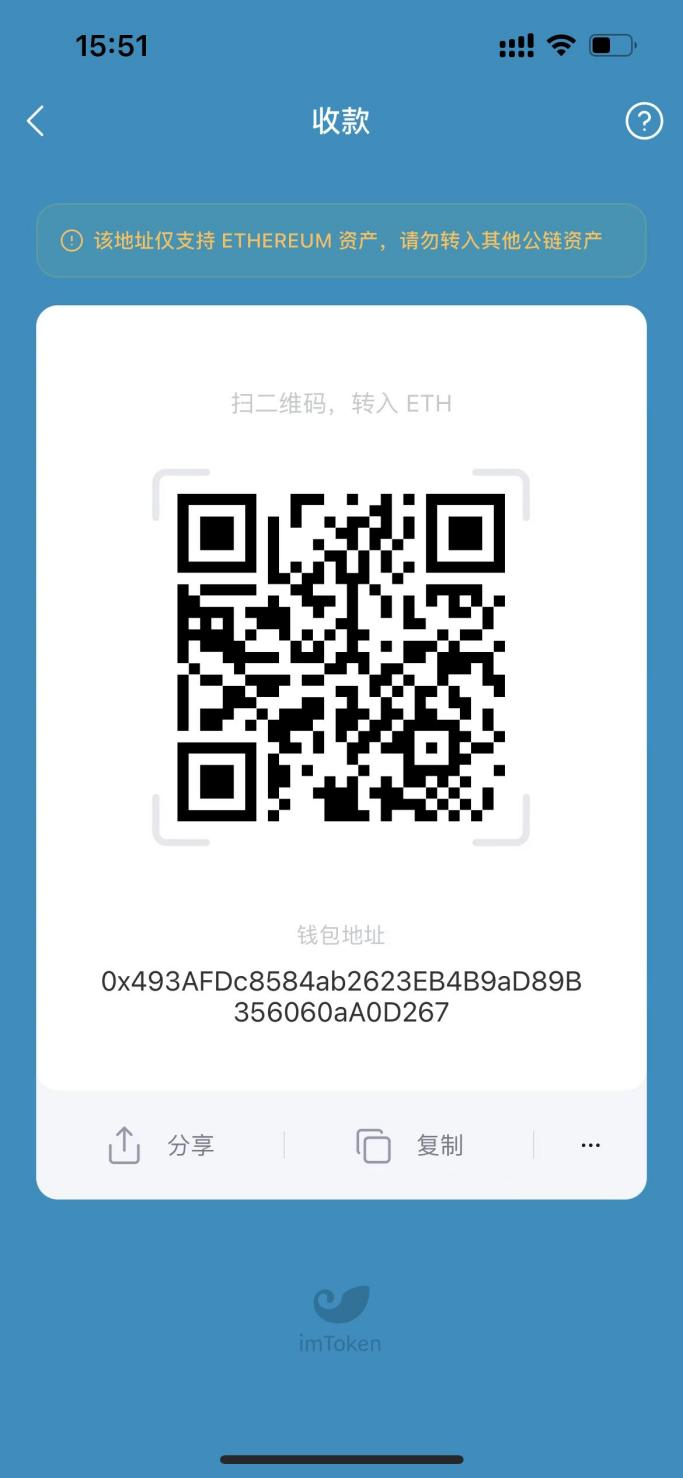 15:51
收款
该地址仅支持 ETHEREUM 资产，请勿转入其他公链资产
扫二维码，转入 ETH
钱包地址
0x493AFDc8584ab2623EB4B9aD89B
356060aA0D267
分享
复制
imToken